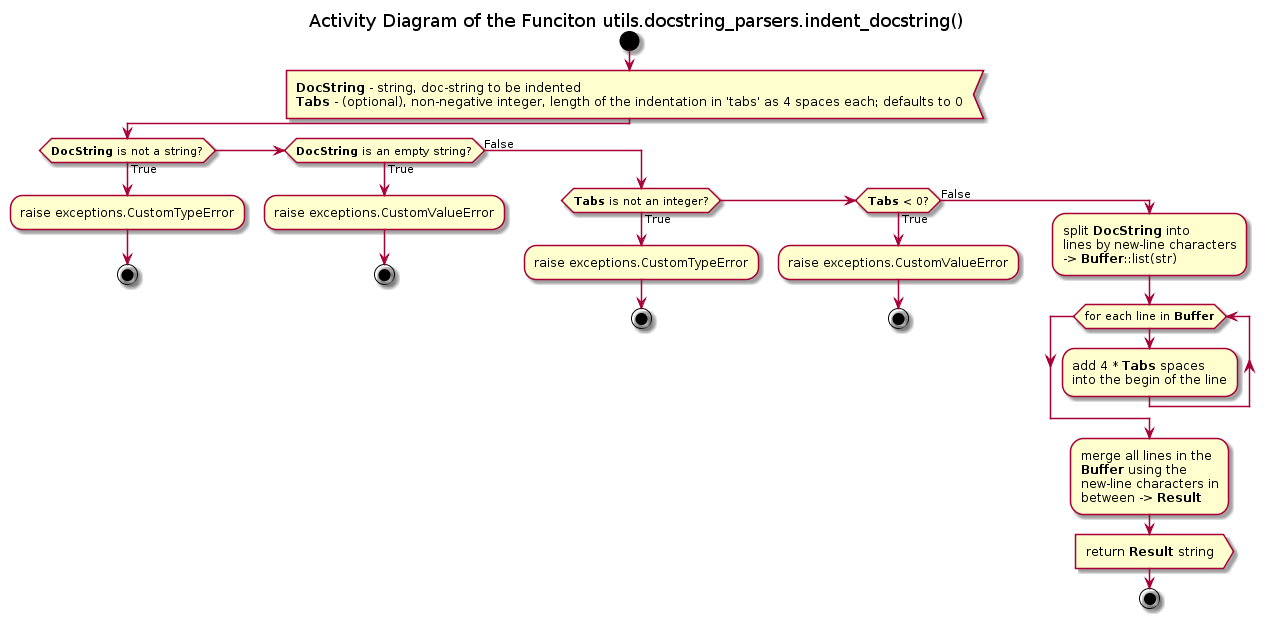 Activity Diagram of the Funciton utils.docstring_parsers.indent_docstring()
DocString - string, doc-string to be indented
Tabs - (optional), non-negative integer, length of the indentation in 'tabs' as 4 spaces each; defaults to 0
DocString is not a string?
True
raise exceptions.CustomTypeError
DocString is an empty string?
False
True
raise exceptions.CustomValueError
Tabs is not an integer?
True
raise exceptions.CustomTypeError
Tabs < 0?
False
True
raise exceptions.CustomValueError
split DocString into
lines by new-line characters
-> Buffer::list(str)
for each line in Buffer
add 4 * Tabs spaces
into the begin of the line
merge all lines in the
Buffer using the
new-line characters in
between -> Result
return Result string